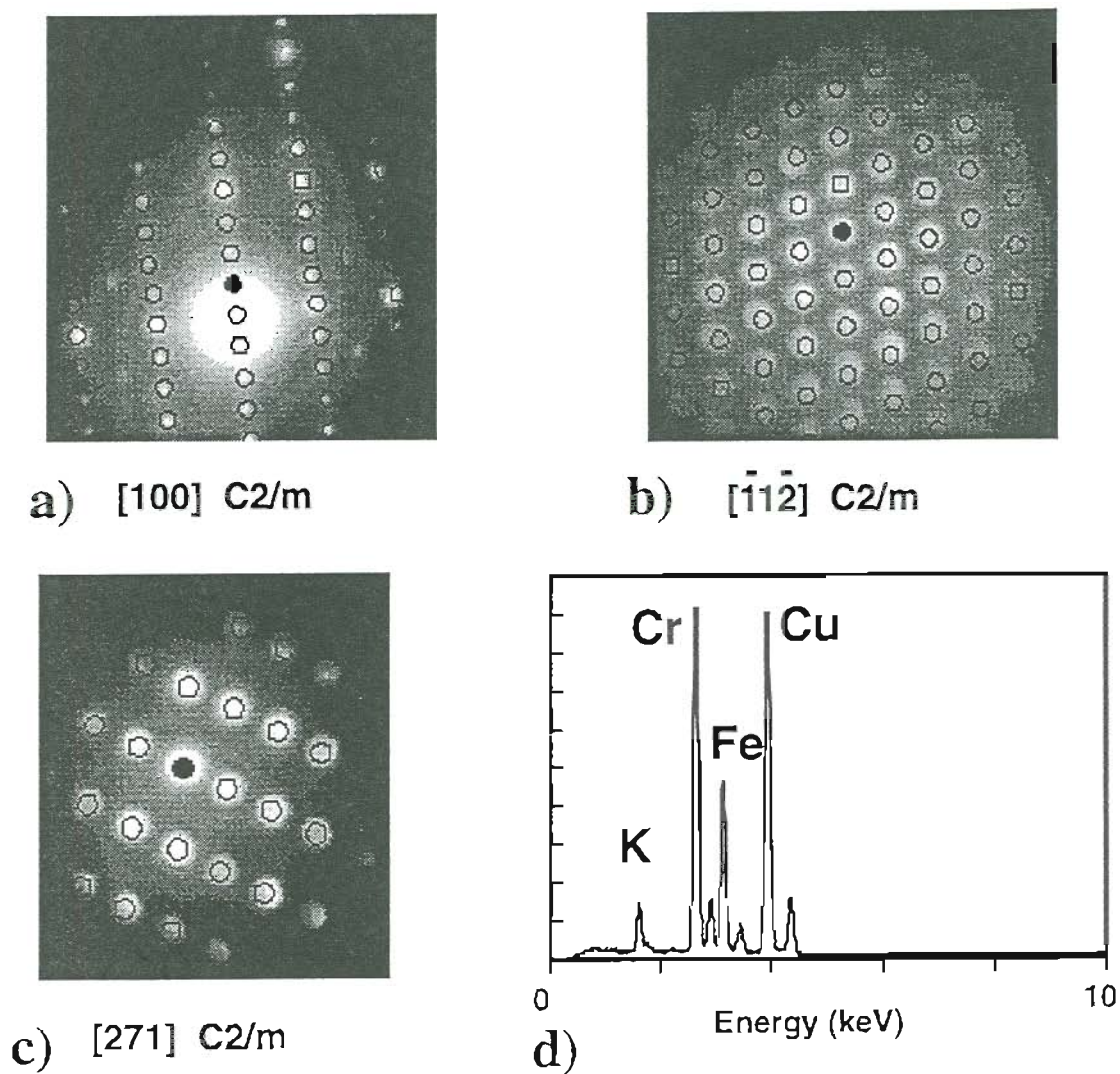 a) [100] C2/m
b) [1̄12̄] C2/m
c) [271] C2/m
Cr
Cu
Fe
K
0
10
Energy (keV)
d)